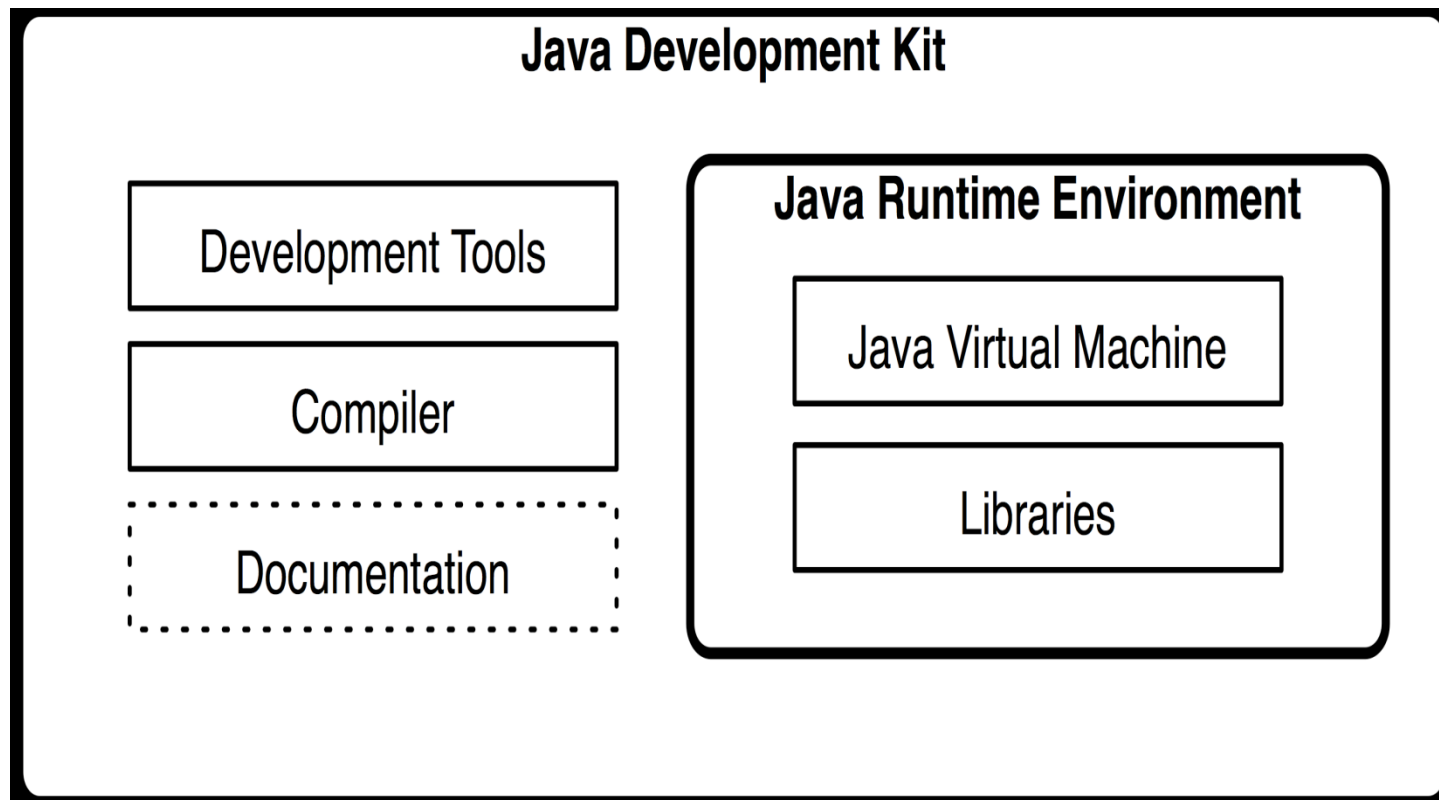 Java Development Kit
Development Tools
Compiler
Documentation
Java Runtime Environment
Java Virtual Machine
Libraries